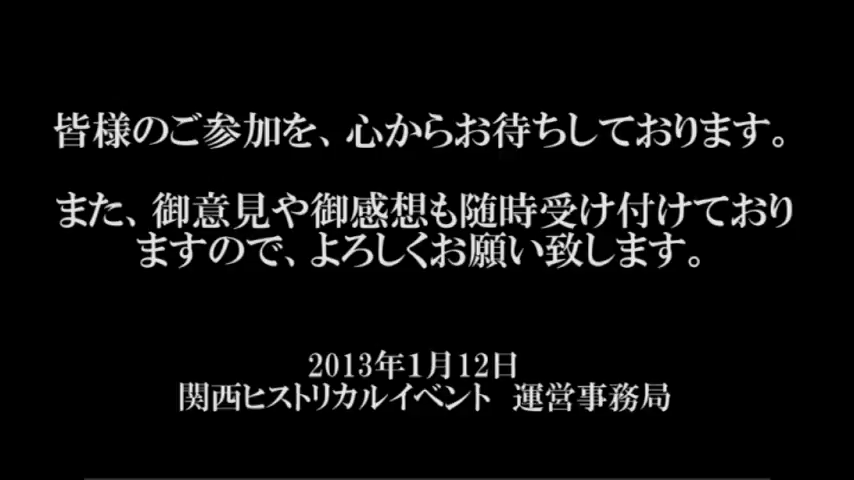 皆様のご参加を、心からお待ちしております。
また、御意見や御感想も随時受け付けており
ますので、よろしくお願い致します。
2013年1月12日
関西ヒストリカルイベント　運営事務局